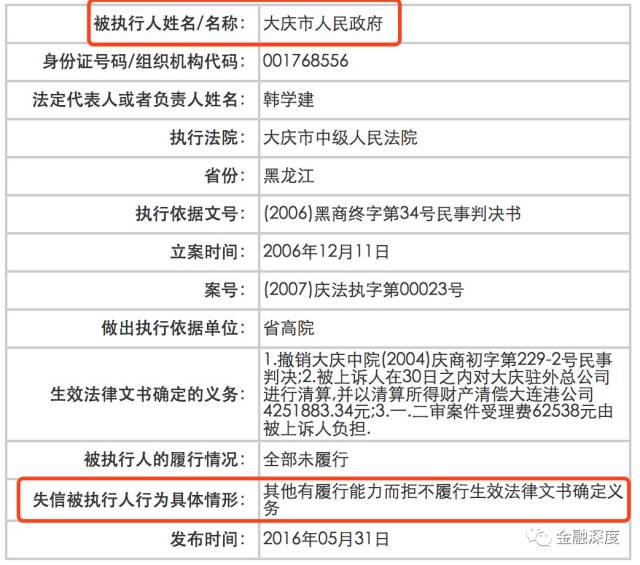 被执行人姓名/名称： 大庆市人民政府
身份证号码/组织机构代码： 001768556
法定代表人或者负责人姓名： 韩学建
执行法院： 大庆市中级人民法院
省份： 黑龙江
执行依据文号： (2006)黑商终字第34号民事判决书
立案时间： 2006年12月11日
案号： (2007)庆法执字第00023号
做出执行依据单位： 省高院
生效法律文书确定的义务：
1.撤销大庆中院(2004)庆商初字第229-2号民事
判决;2.被上诉人在30日之内对大庆驻外总公司
进行清算,并以清算所得财产清偿大连港公司
4251883.34元;3.一.二审案件受理费62538元由
被上诉人负担.
被执行人的履行情况： 全部未履行
失信被执行人行为具体情形：
其他有履行能力而拒不履行生效法律文书确定义
务
发布时间： 2016年05月31日
金融深度